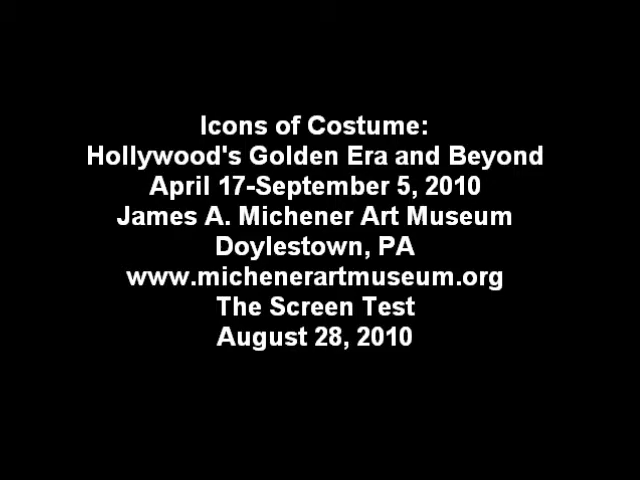 Icons of Costume:
Hollywood's Golden Era and Beyond
April 17-September 5, 2010
James A. Michener Art Museum
Doylestown, PA
www.michenerartmuseum.org
The Screen Test
August 28, 2010